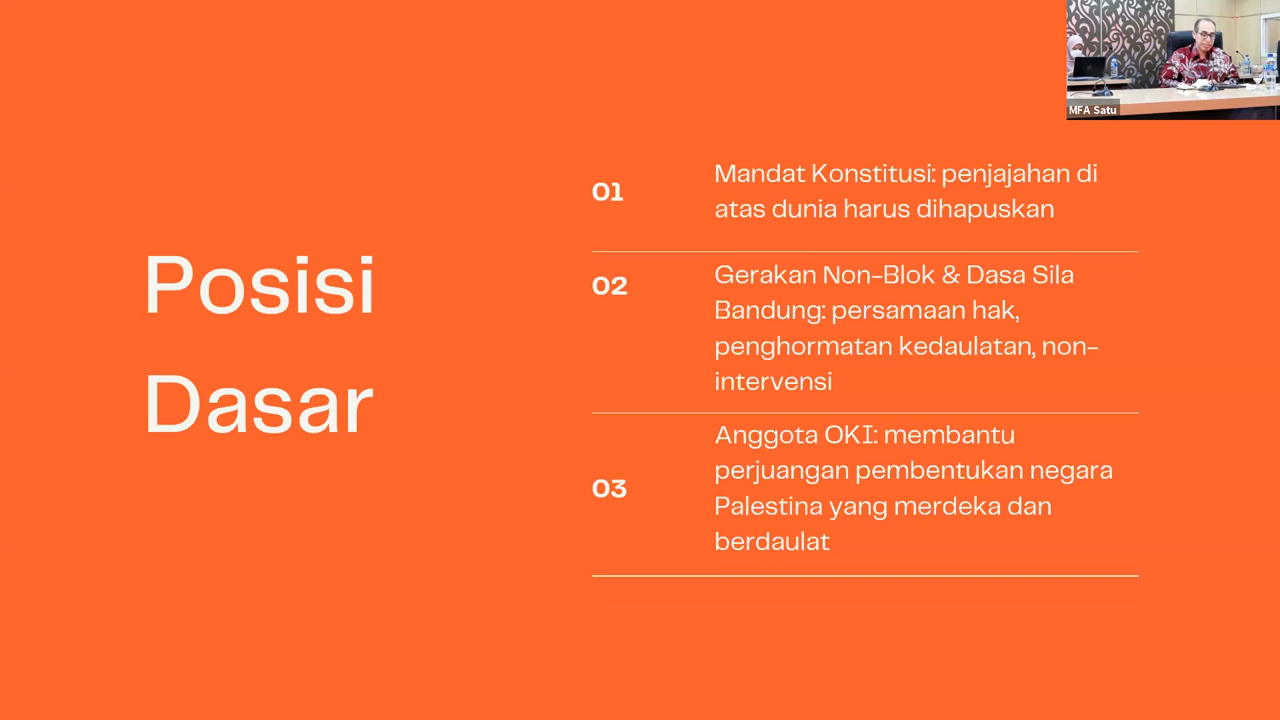 MFA Satu
Posisi
Dasar
01
Mandat Konstitusi: penjajahan di
atas dunia harus dihapuskan
02
Gerakan Non-Blok & Dasa Sila
Bandung: persamaan hak,
penghormatan kedaulatan, non-
intervensi
03
Anggota OKI: membantu
perjuangan pembentukan negara
Palestina yang merdeka dan
berdaulat